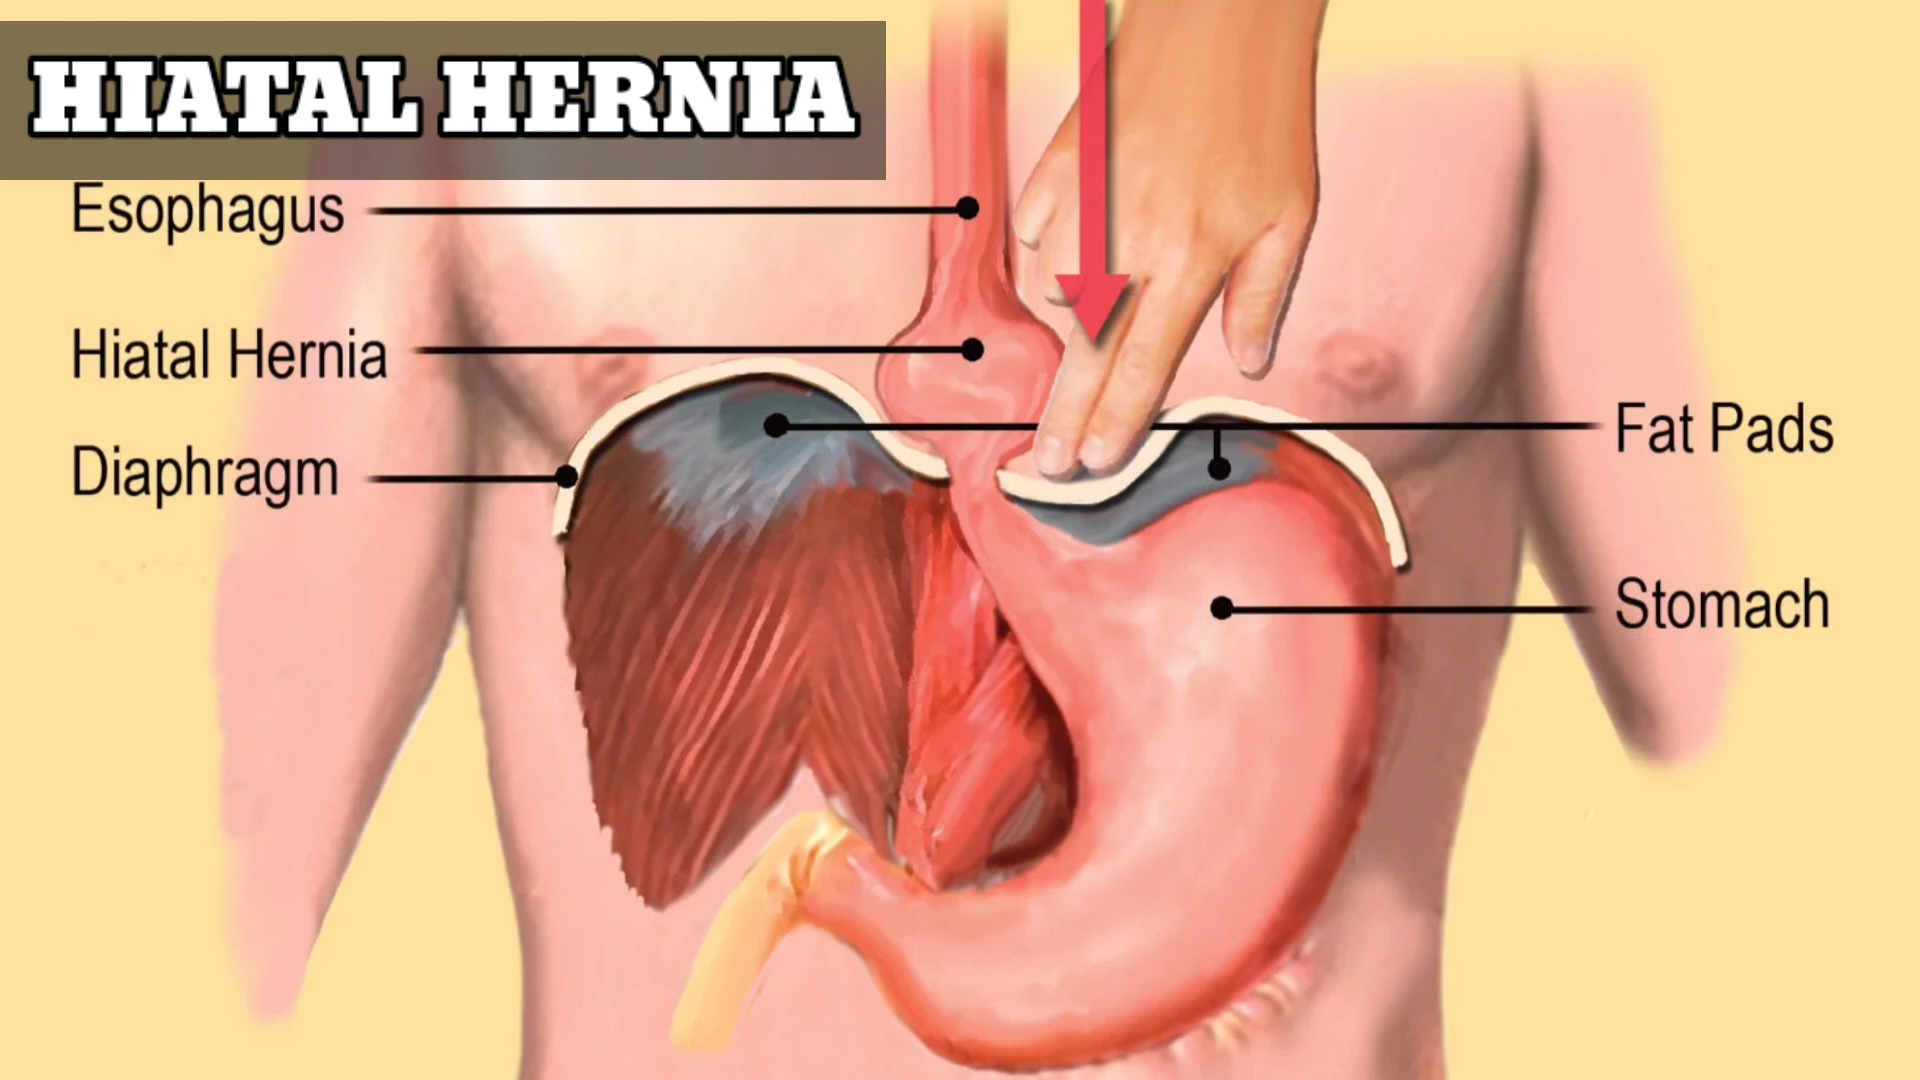 HIATAL HERNIA
Esophagus
Hiatal Hernia
Diaphragm
Fat Pads
Stomach